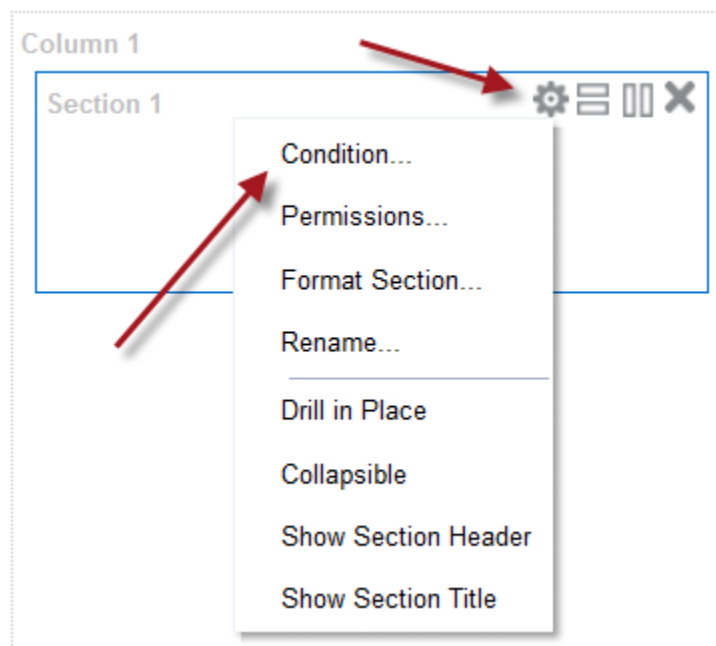 Column 1
Section 1
Condition...
Permissions...
Format Section...
Rename...
Drill in Place
Collapsible
Show Section Header
Show Section Title